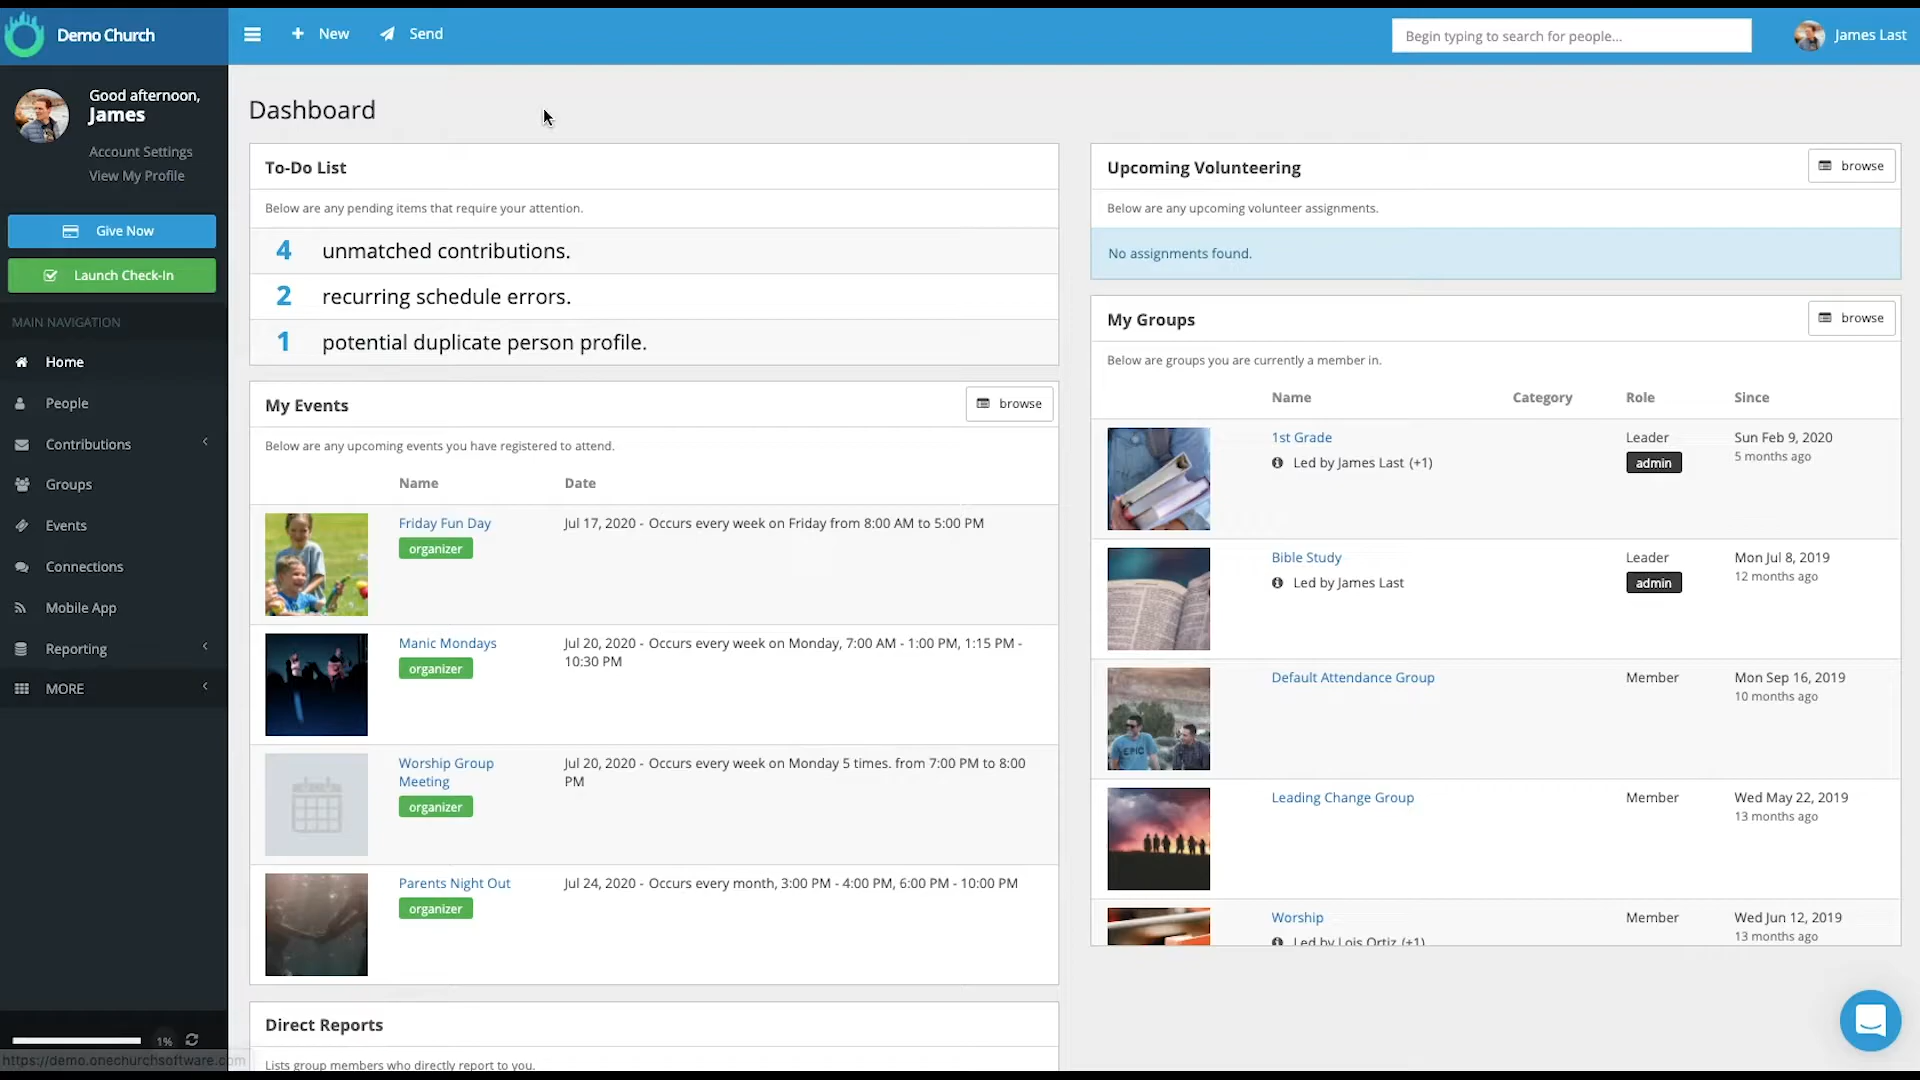 Demo Church
New
Send
Begin typing to search for people...
James Last
Good afternoon,
James
Account Settings
View My Profile
Give Now
Launch Check-In
MAIN NAVIGATION
Home
People
Contributions
Groups
Events
Connections
Mobile App
Reporting
MORE
1%
https://demo.onechurchsoftware.com
Dashboard
To-Do List
Below are any pending items that require your attention.
4 unmatched contributions.
2 recurring schedule errors.
1 potential duplicate person profile.
My Events
browse
Below are any upcoming events you have registered to attend.
Name Date
Friday Fun Day Jul 17, 2020 - Occurs every week on Friday from 8:00 AM to 5:00 PM
organizer
Manic Mondays Jul 20, 2020 - Occurs every week on Monday, 7:00 AM - 1:00 PM, 1:15 PM -
10:30 PM
organizer
Worship Group Jul 20, 2020 - Occurs every week on Monday 5 times. from 7:00 PM to 8:00
Meeting PM
organizer
Parents Night Out Jul 24, 2020 - Occurs every month, 3:00 PM - 4:00 PM, 6:00 PM - 10:00 PM
organizer
Direct Reports
Lists group members who directly report to you.
Upcoming Volunteering
browse
Below are any upcoming volunteer assignments.
No assignments found.
My Groups
browse
Below are groups you are currently a member in.
Name Category Role Since
1st Grade Leader Sun Feb 9, 2020
Led by James Last (+1) admin 5 months ago
Bible Study Leader Mon Jul 8, 2019
Led by James Last admin 12 months ago
EPIC
Default Attendance Group Member Mon Sep 16, 2019
10 months ago
Leading Change Group Member Wed May 22, 2019
13 months ago
Worship Member Wed Jun 12, 2019
Led by Lois Ortiz (+1) 13 months ago